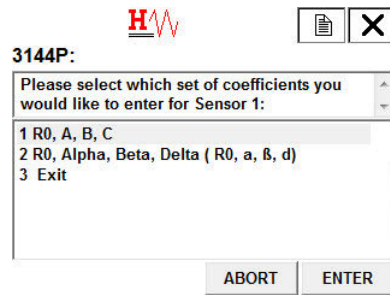 H
3144P:
Please select which set of coefficients you
would like to enter for Sensor 1:
1 R0, A, B, C
2 R0, Alpha, Beta, Delta ( R0, a, ß, d)
3 Exit
ABORT
ENTER